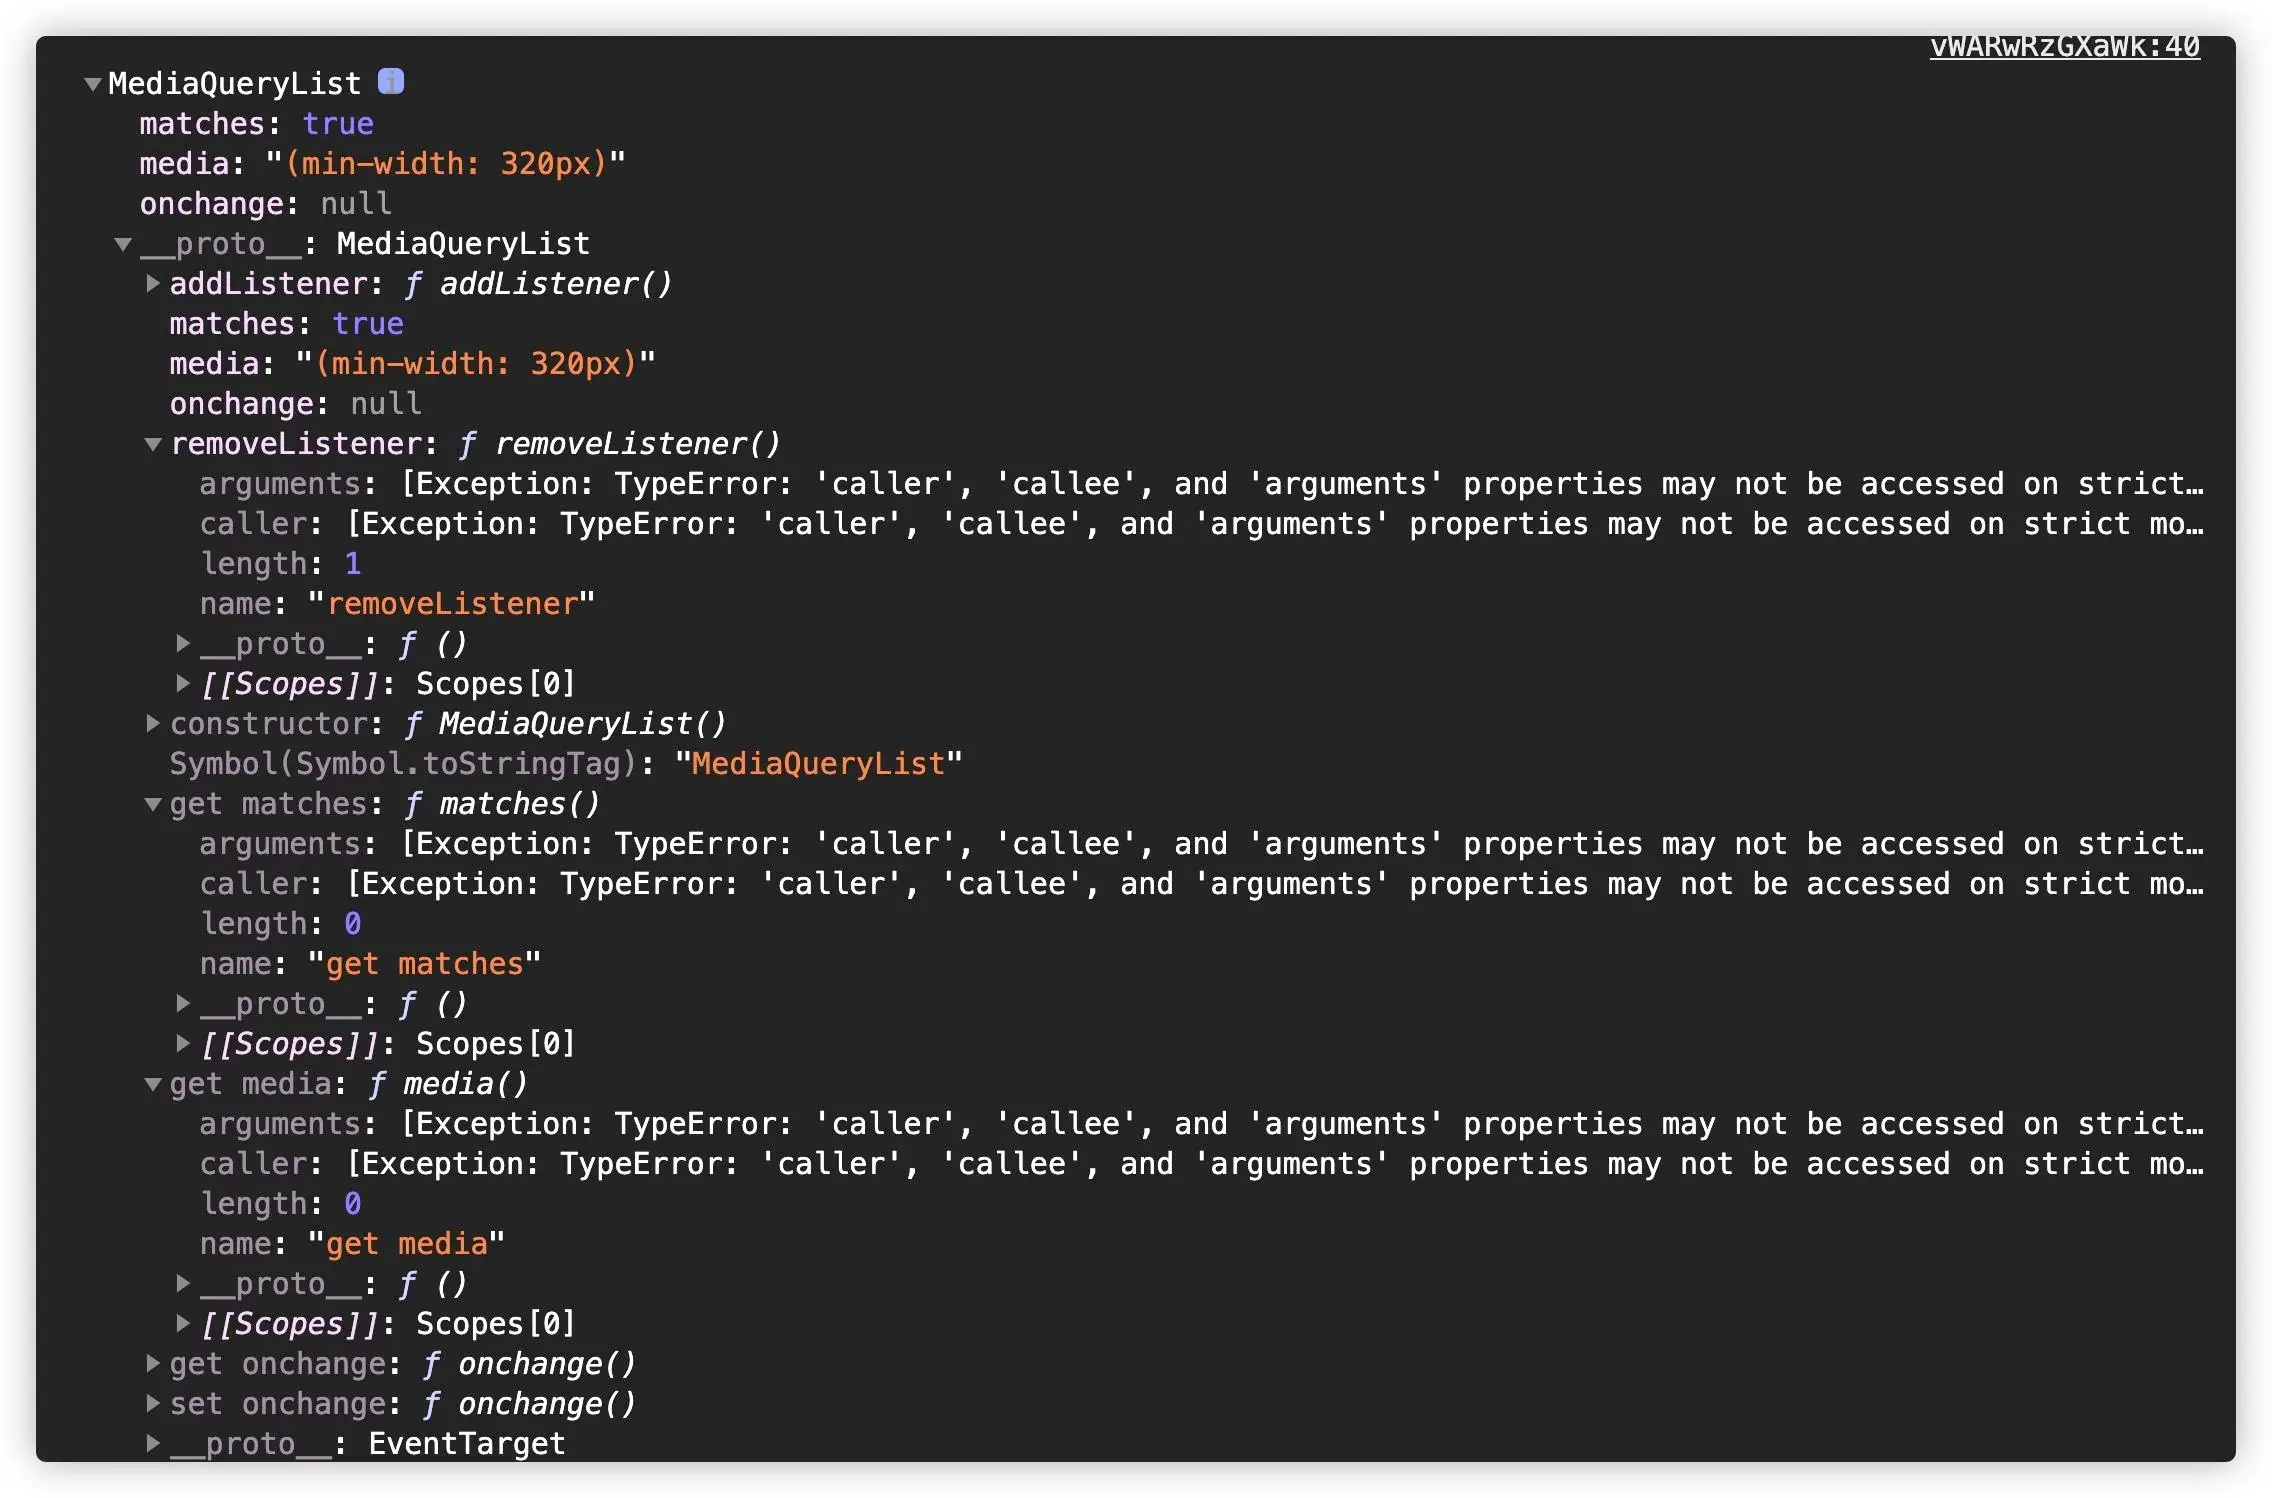 vWARwRzGXaWk:40
▼MediaQueryList i
matches: true
media: "(min-width: 320px)"
onchange: null
▼__proto__: MediaQueryList
▶addListener: ƒ addListener()
matches: true
media: "(min-width: 320px)"
onchange: null
▼removeListener: ƒ removeListener()
arguments: [Exception: TypeError: 'caller', 'callee', and 'arguments' properties may not be accessed on strict…
caller: [Exception: TypeError: 'caller', 'callee', and 'arguments' properties may not be accessed on strict mo…
length: 1
name: "removeListener"
▶__proto__: ƒ ()
▶[[Scopes]]: Scopes[0]
▶constructor: ƒ MediaQueryList()
Symbol(Symbol.toStringTag): "MediaQueryList"
▼get matches: ƒ matches()
arguments: [Exception: TypeError: 'caller', 'callee', and 'arguments' properties may not be accessed on strict…
caller: [Exception: TypeError: 'caller', 'callee', and 'arguments' properties may not be accessed on strict mo…
length: 0
name: "get matches"
▶__proto__: ƒ ()
▶[[Scopes]]: Scopes[0]
▼get media: ƒ media()
arguments: [Exception: TypeError: 'caller', 'callee', and 'arguments' properties may not be accessed on strict…
caller: [Exception: TypeError: 'caller', 'callee', and 'arguments' properties may not be accessed on strict mo…
length: 0
name: "get media"
▶__proto__: ƒ ()
▶[[Scopes]]: Scopes[0]
▶get onchange: ƒ onchange()
▶set onchange: ƒ onchange()
▶__proto__: EventTarget